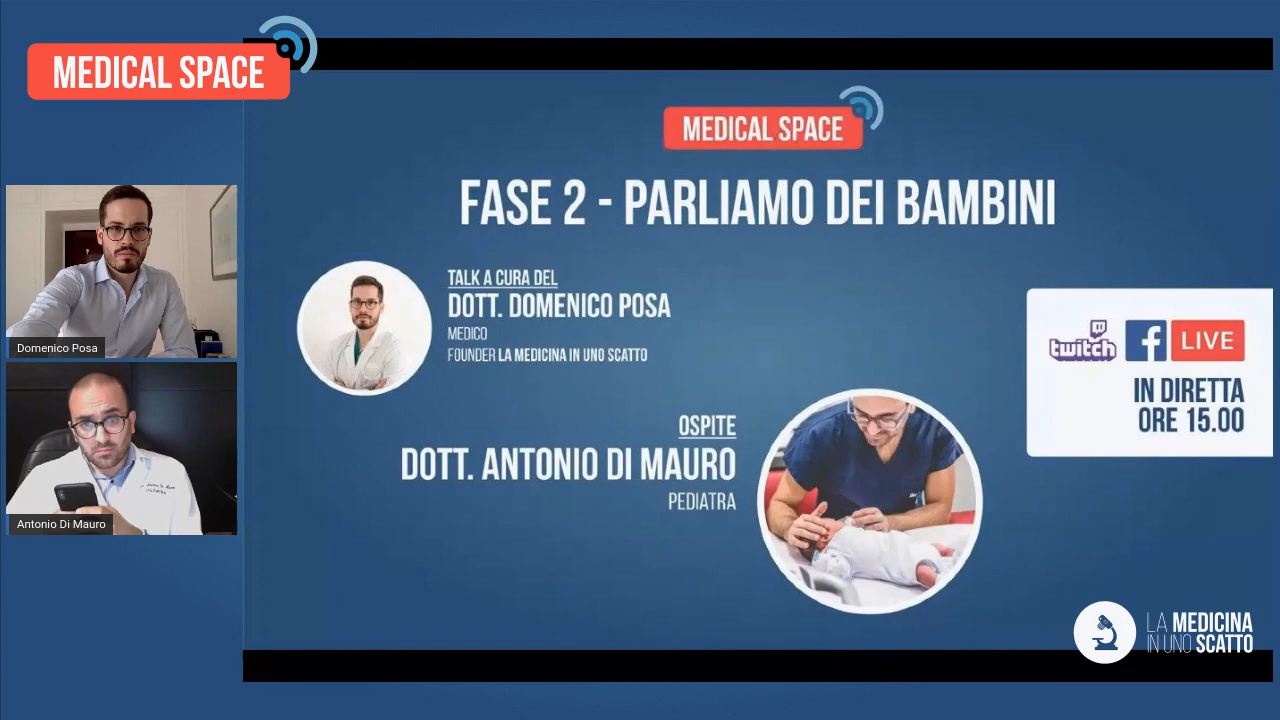 MEDICAL SPACE
MEDICAL SPACE
FASE 2 - PARLIAMO DEI BAMBINI
TALK A CURA DEL
DOTT. DOMENICO POSA
MEDICO
FOUNDER LA MEDICINA IN UNO SCATTO
twitch f LIVE
IN DIRETTA
ORE 15.00
OSPITE
DOTT. ANTONIO DI MAURO
PEDIATRA
Domenico Posa
PEDIATRA
Antonio Di Mauro
LA MEDICINA
IN UNO SCATTO